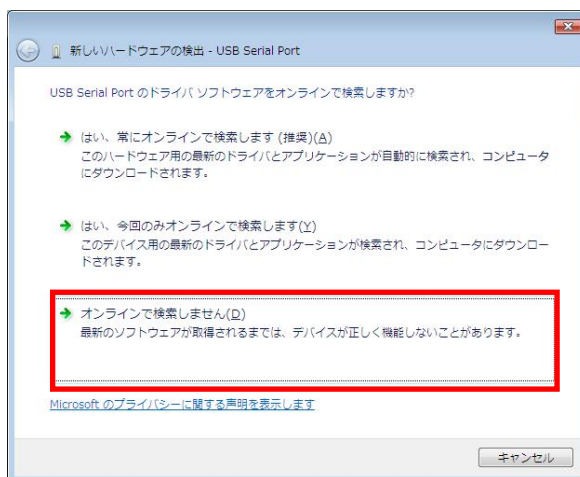 新しいハードウェアの検出 - USB Serial Port
USB Serial Port のドライバ ソフトウェアをオンラインで検索しますか?
はい、常にオンラインで検索します (推奨)(A)
このハードウェア用の最新のドライバとアプリケーションが自動的に検索され、コンピュータ
にダウンロードされます。
はい、今回のみオンラインで検索します(Y)
このデバイス用の最新のドライバとアプリケーションが検索され、コンピュータにダウンロー
ドされます。
オンラインで検索しません(D)
最新のソフトウェアが取得されるまでは、デバイスが正しく機能しないことがあります。
Microsoft のプライバシーに関する声明を表示します
キャンセル